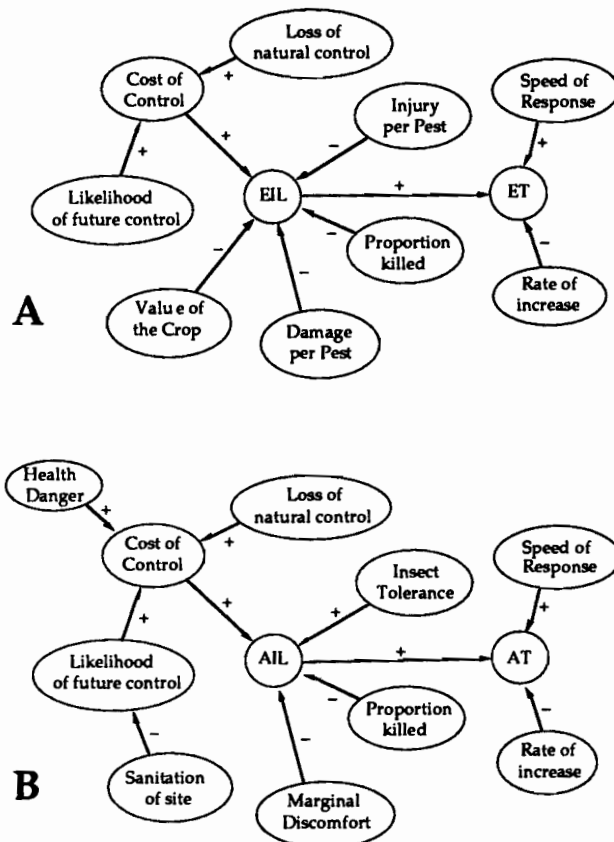 Loss of
natural control
Cost of
Control
+
Speed of
Response
Injury
per Pest
+
+
−
+
Likelihood
of future control
EIL
+
ET
−
−
−
−
Proportion
killed
Rate of
increase
A
Value of
the Crop
Damage
per Pest
Health
Danger
+
Loss of
natural control
Cost of
Control
+
Speed of
Response
Insect
Tolerance
+
+
+
+
Likelihood
of future control
AIL
+
AT
−
−
−
−
Proportion
killed
Rate of
increase
B
Sanitation
of site
Marginal
Discomfort